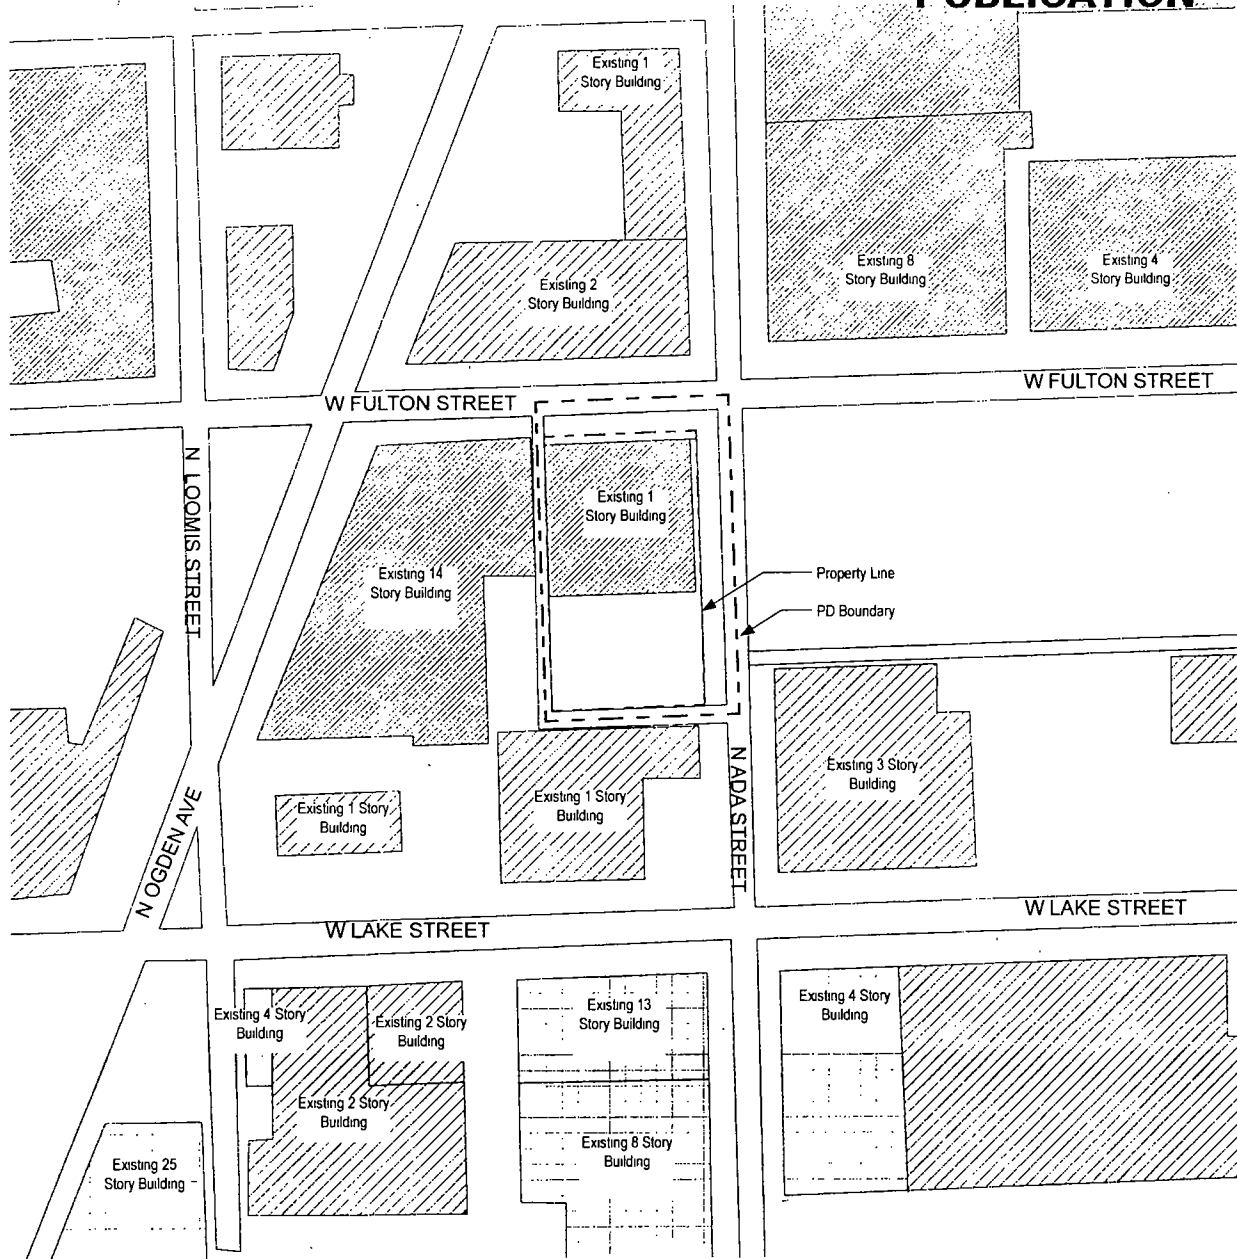 PUBLICATION
Existing 1
Story Building
Existing 2
Story Building
Existing 8
Story Building
Existing 4
Story Building
W FULTON STREET
W FULTON STREET
N LOOMIS STREET
Existing 1
Story Building
Existing 14
Story Building
Property Line
PD Boundary
N OGDEN AVE
Existing 1 Story
Building
Existing 1 Story
Building
N ADA STREET
Existing 3 Story
Building
W LAKE STREET
W LAKE STREET
Existing 4 Story
Building
Existing 2 Story
Building
Existing 13
Story Building
Existing 4 Story
Building
Existing 2 Story
Building
Existing 8 Story
Building
Existing 25
Story Building